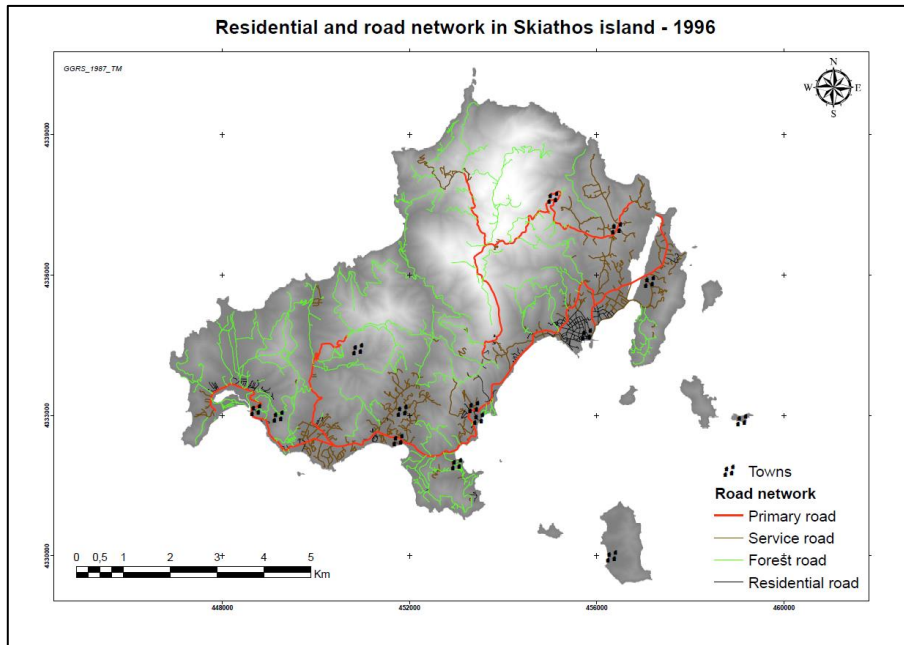 Residential and road network in Skiathos island - 1996
GGRS_1987_TM
N
W E
S
4339000
4336000
4333000
4330000
Towns
Road network
Primary road
Service road
Forest road
Residential road
0 0,5 1 2 3 4 5
Km
448000 452000 456000 460000